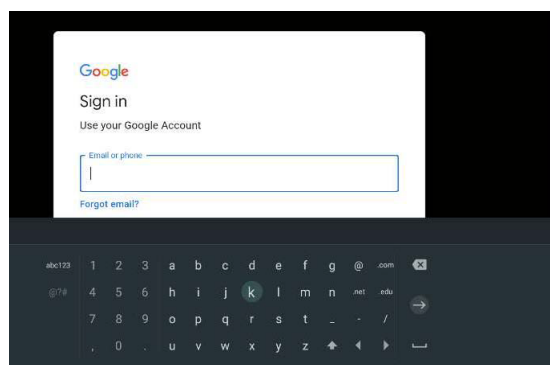 Google
Sign in
Use your Google Account
Email or phone
Forgot email?
abc123 1 2 3 a b c d e f g @ .com
@?# 4 5 6 h i j k l m n .net .edu
7 8 9 o p q r s t _ - /
, 0 . u v w x y z